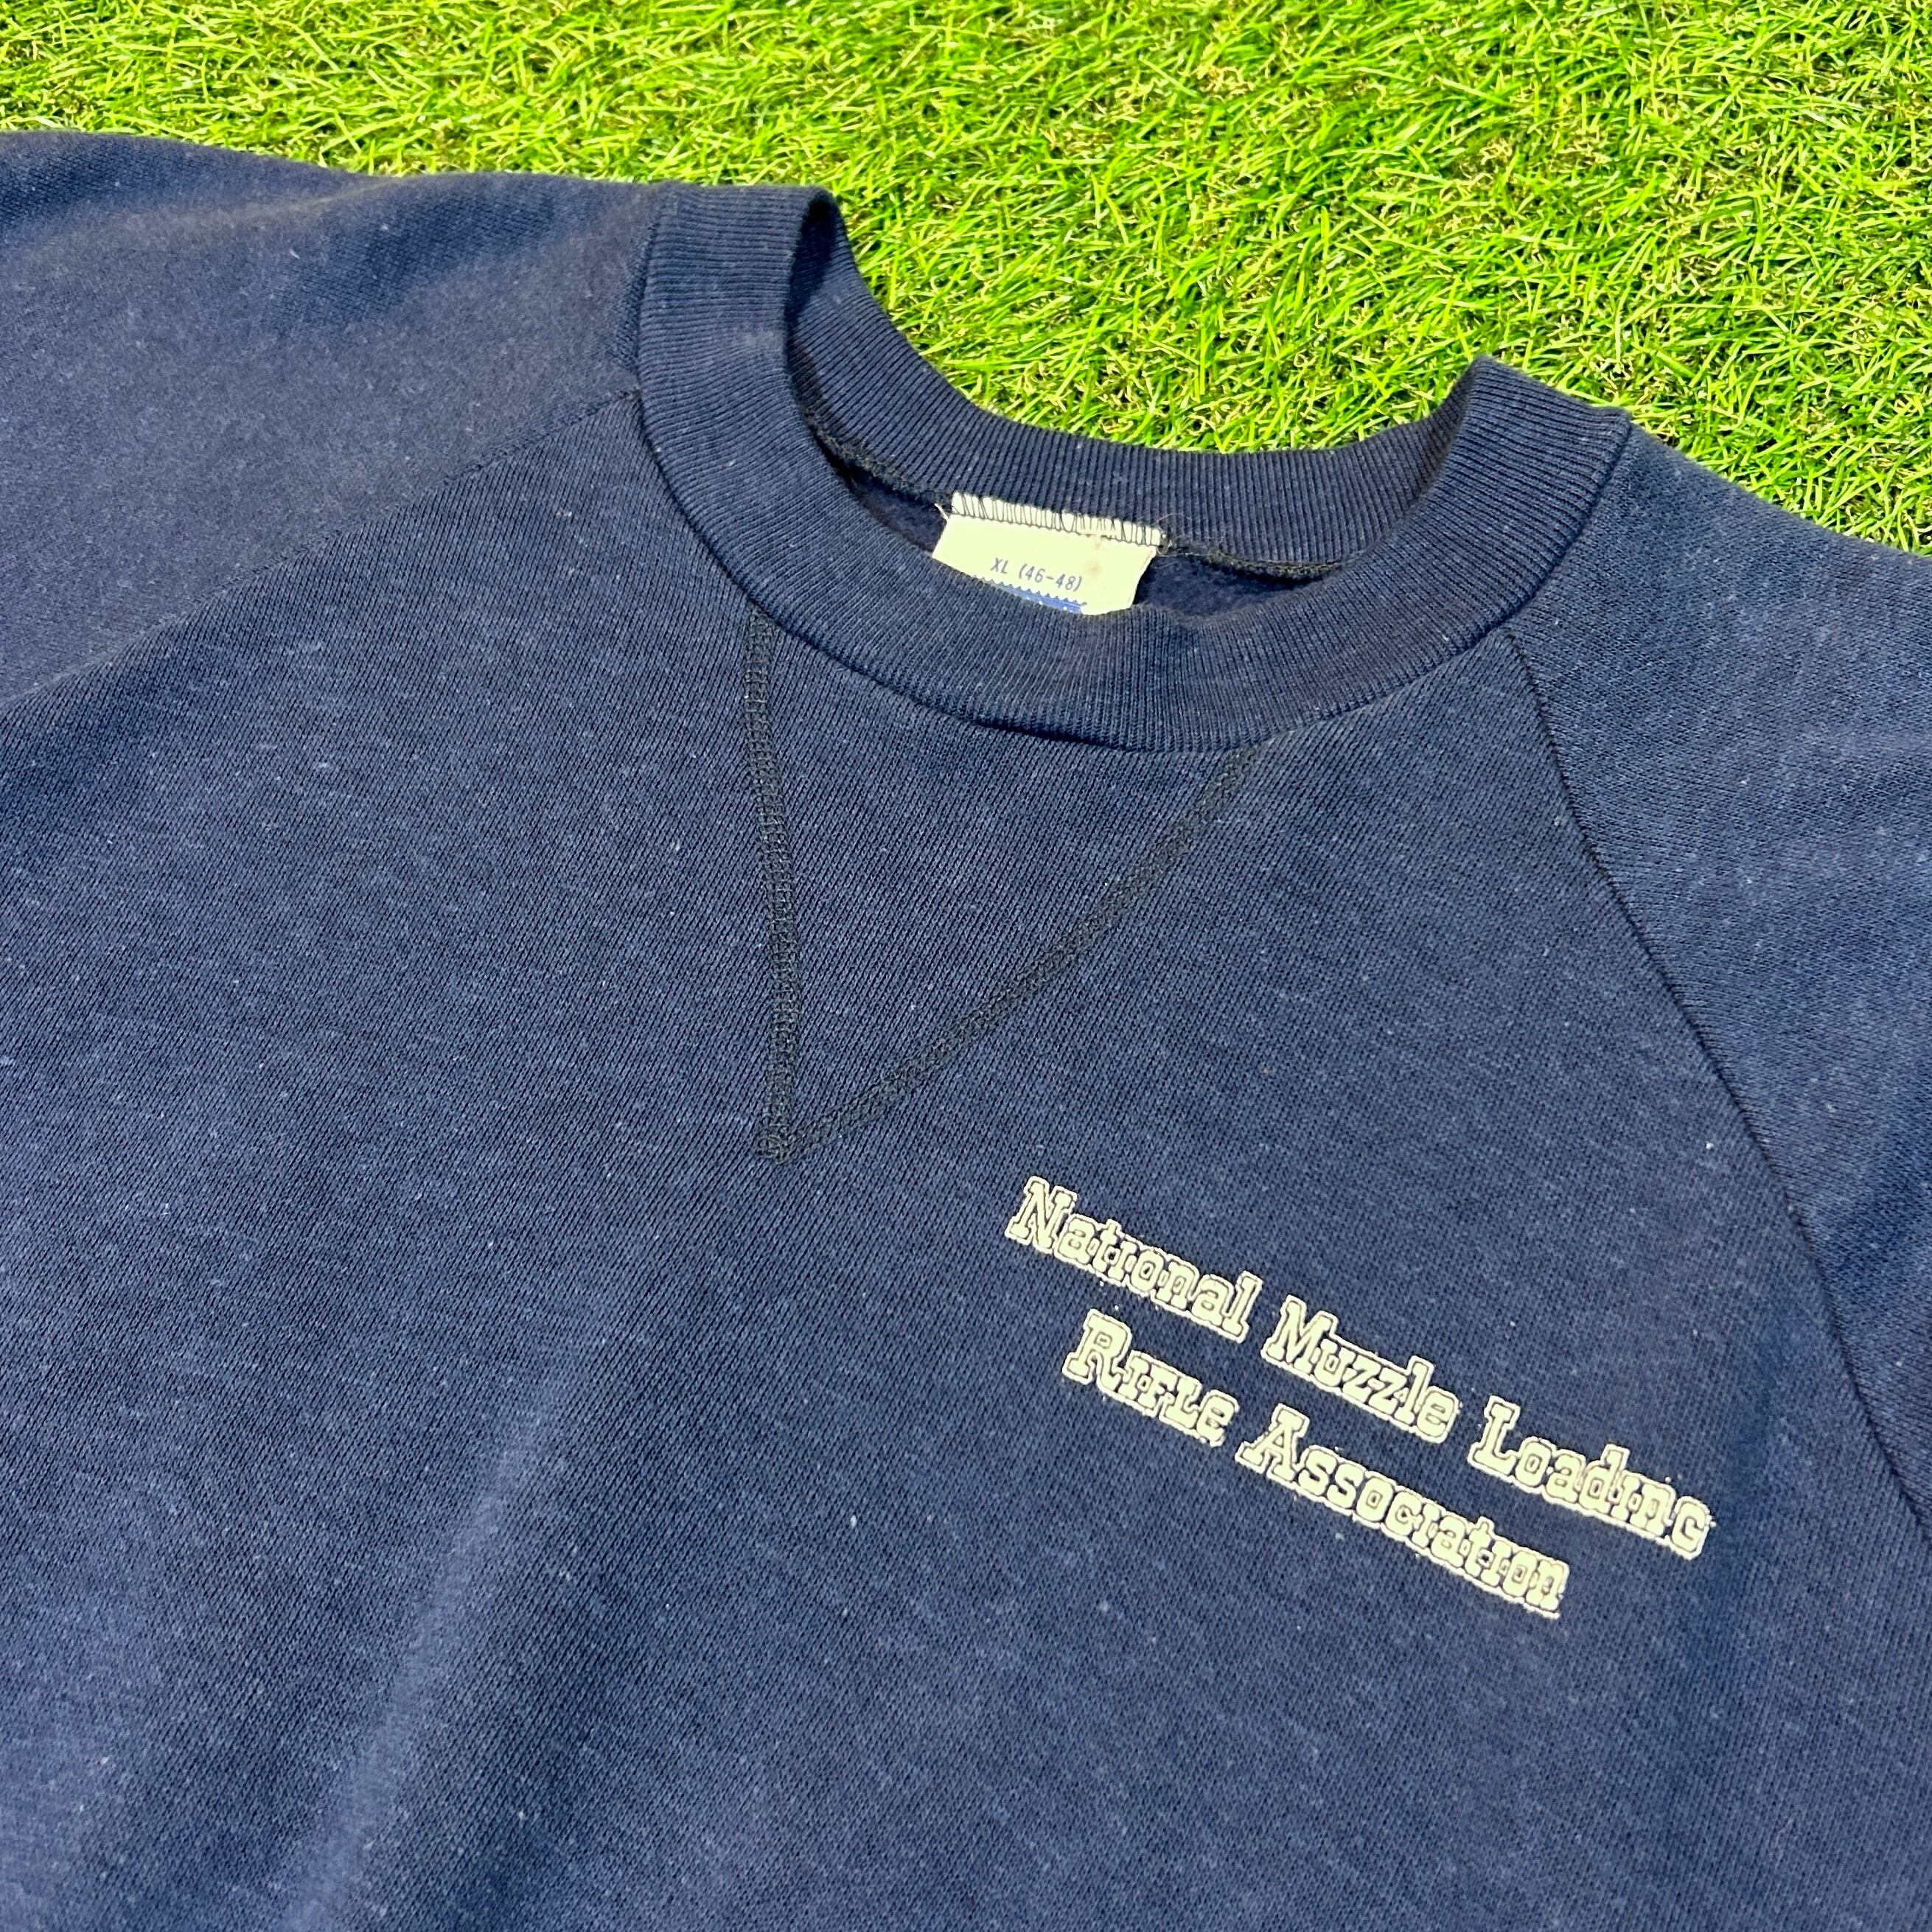 XL (46-48)
National Muzzle Loading
Rifle Association